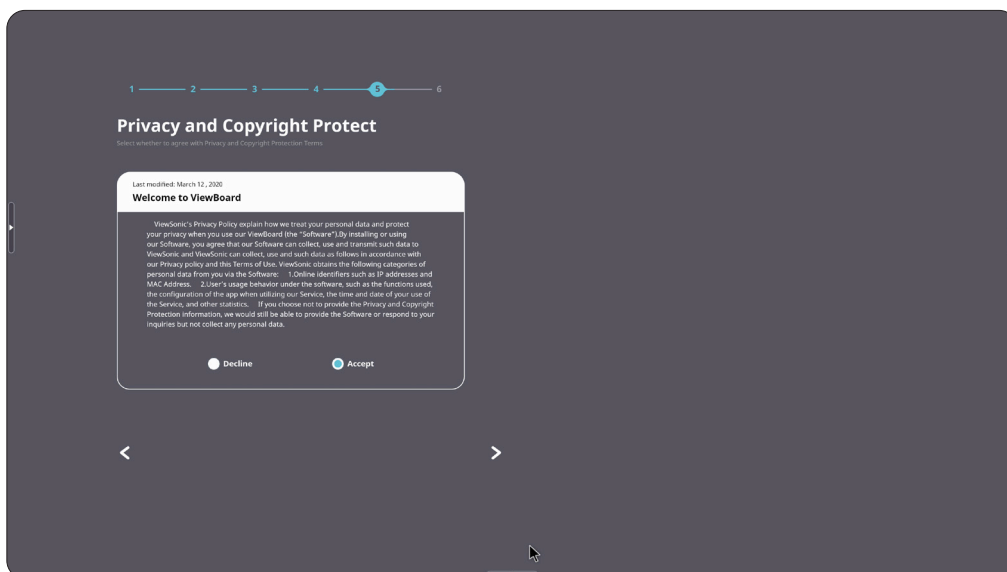 1 2 3 4 5 6
Privacy and Copyright Protect
Select whether to agree with Privacy and Copyright Protection Terms
Last modified: March 12 , 2020
Welcome to ViewBoard
ViewSonic's Privacy Policy explain how we treat your personal data and protect
your privacy when you use our ViewBoard (the "Software").By installing or using
our Software, you agree that our Software can collect, use and transmit such data to
ViewSonic and ViewSonic can collect, use and such data as follows in accordance with
our Privacy policy and this Terms of Use. ViewSonic obtains the following categories of
personal data from you via the Software: 1.Online identifiers such as IP addresses and
MAC Address. 2.User's usage behavior under the software, such as the functions used,
the configuration of the app when utilizing our Service, the time and date of your use of
the Service, and other statistics. If you choose not to provide the Privacy and Copyright
Protection information, we would still be able to provide the Software or respond to your
inquiries but not collect any personal data.
Decline Accept